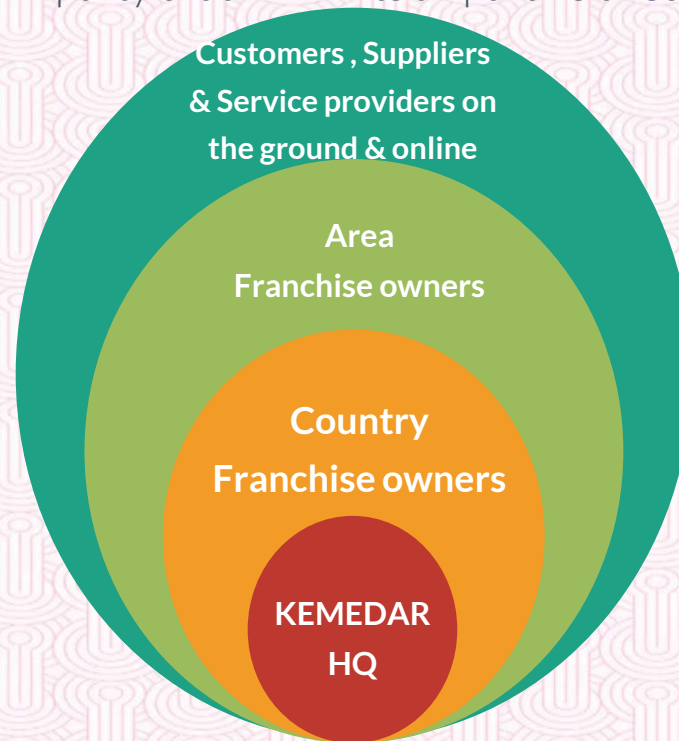 Customers , Suppliers
& Service providers on
the ground & online
Area
Franchise owners
Country
Franchise owners
KEMEDAR
HQ